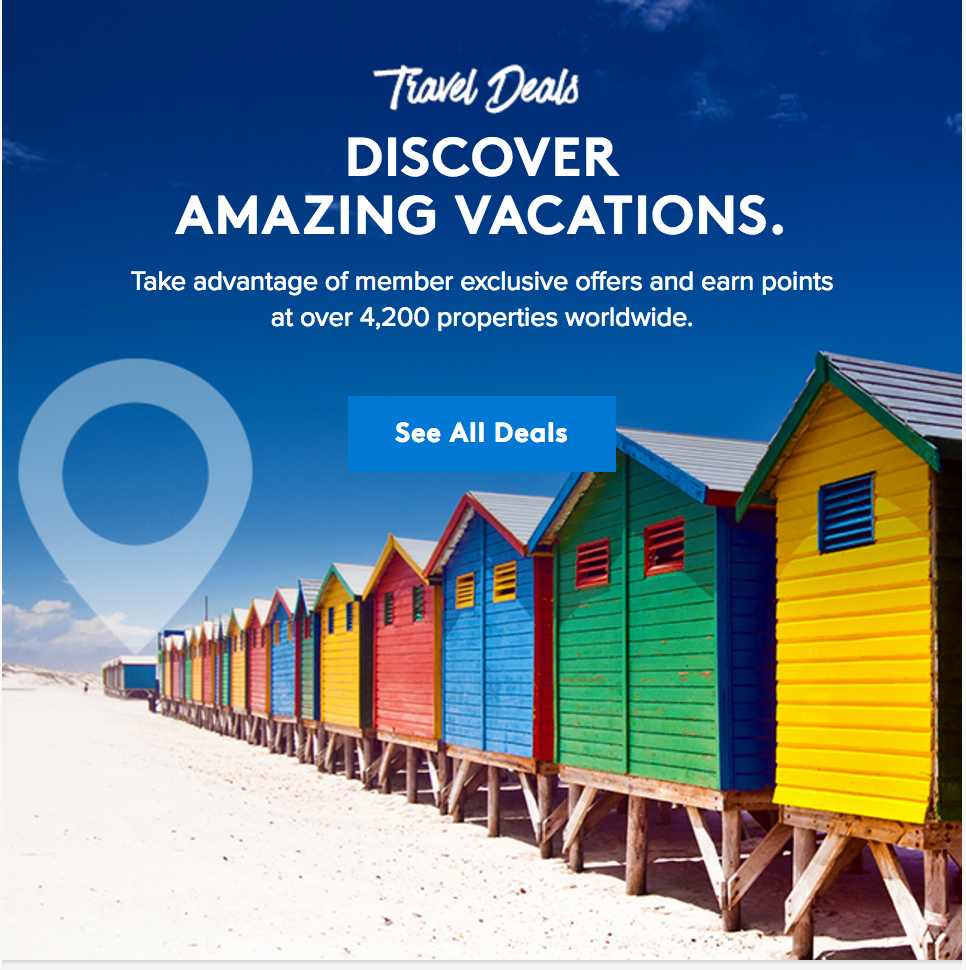 Travel Deals
DISCOVER
AMAZING VACATIONS.
Take advantage of member exclusive offers and earn points
at over 4,200 properties worldwide.
See All Deals